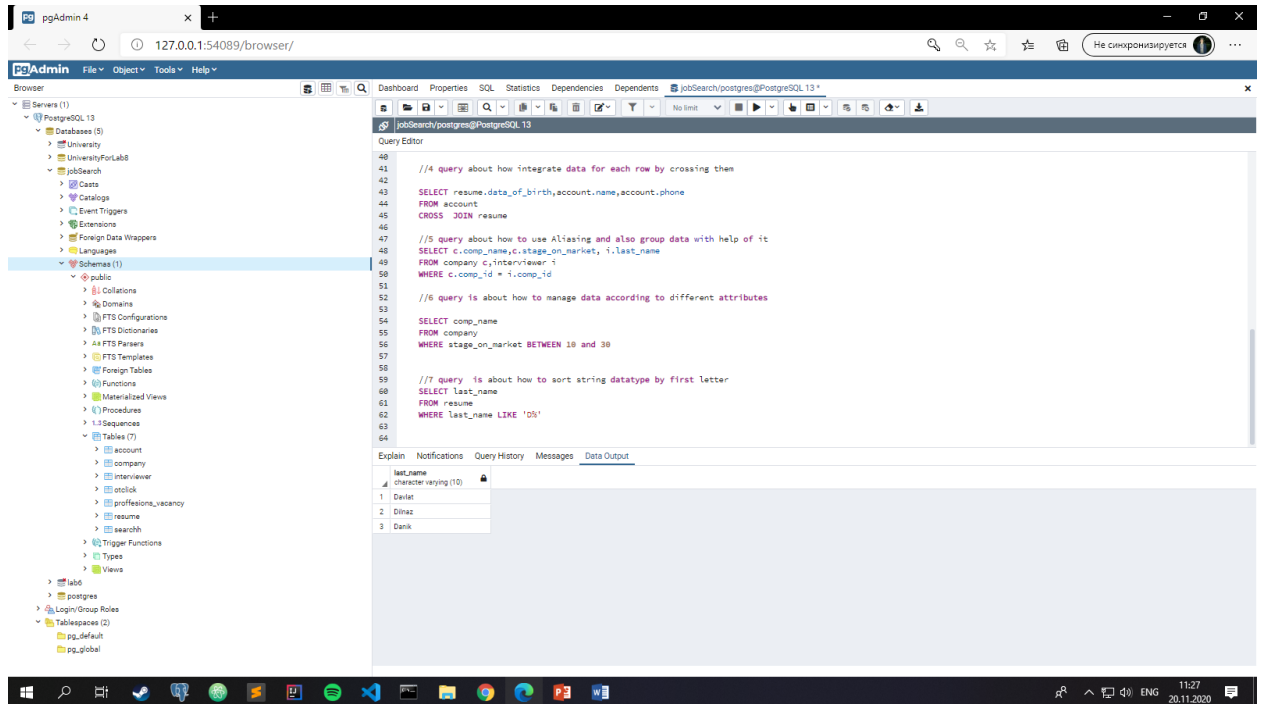 pgAdmin 4
127.0.0.1:54089/browser/
Не синхронизируется
PgAdmin File Object Tools Help
Browser
Dashboard Properties SQL Statistics Dependencies Dependents jobSearch/postgres@PostgreSQL 13 *
No limit
jobSearch/postgres@PostgreSQL 13
Query Editor
Servers (1)
PostgreSQL 13
Databases (5)
University
UniversityForLab8
jobSearch
Casts
Catalogs
Event Triggers
Extensions
Foreign Data Wrappers
Languages
Schemas (1)
public
Collations
Domains
FTS Configurations
FTS Dictionaries
FTS Parsers
FTS Templates
Foreign Tables
Functions
Materialized Views
Procedures
1..3 Sequences
Tables (7)
account
company
interviewer
otclick
proffesions_vacancy
resume
searchh
Trigger Functions
Types
Views
lab6
postgres
Login/Group Roles
Tablespaces (2)
pg_default
pg_global
40
41 //4 query about how integrate data for each row by crossing them
42
43 SELECT resume.data_of_birth,account.name,account.phone
44 FROM account
45 CROSS JOIN resume
46
47 //5 query about how to use Aliasing and also group data with help of it
48 SELECT c.comp_name,c.stage_on_market, i.last_name
49 FROM company c,interviewer i
50 WHERE c.comp_id = i.comp_id
51
52 //6 query is about how to manage data according to different attributes
53
54 SELECT comp_name
55 FROM company
56 WHERE stage_on_market BETWEEN 10 and 30
57
58
59 //7 query is about how to sort string datatype by first letter
60 SELECT last_name
61 FROM resume
62 WHERE last_name LIKE 'D%'
63
64
Explain Notifications Query History Messages Data Output
last_name
character varying (10)
1 Davlat
2 Dilnaz
3 Danik
ENG
11:27
20.11.2020